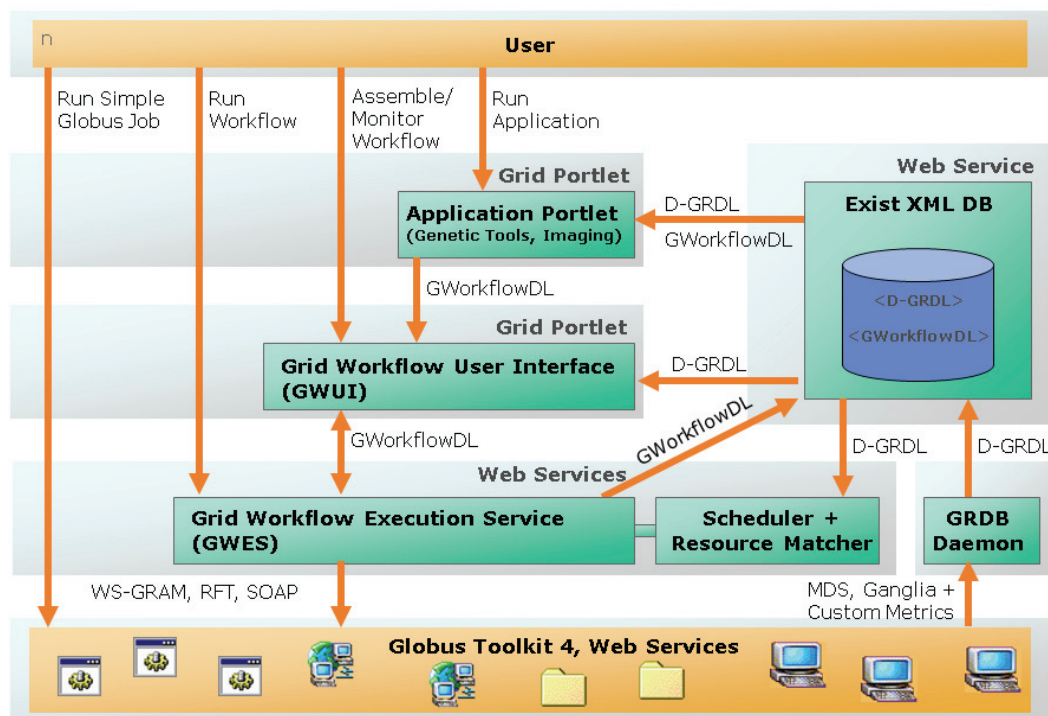 n
User
Run Simple
Globus Job
Run
Workflow
Assemble/
Monitor
Workflow
Run
Application
Grid Portlet
Web Service
Application Portlet
(Genetic Tools, Imaging)
D-GRDL
GWorkflowDL
Exist XML DB
<D-GRDL>
<GWorkflowDL>
GWorkflowDL
Grid Portlet
Grid Workflow User Interface
(GWUI)
D-GRDL
GWorkflowDL
GWorkflowDL
D-GRDL
D-GRDL
Web Services
Grid Workflow Execution Service
(GWES)
Scheduler +
Resource Matcher
GRDB
Daemon
WS-GRAM, RFT, SOAP
MDS, Ganglia +
Custom Metrics
Globus Toolkit 4, Web Services